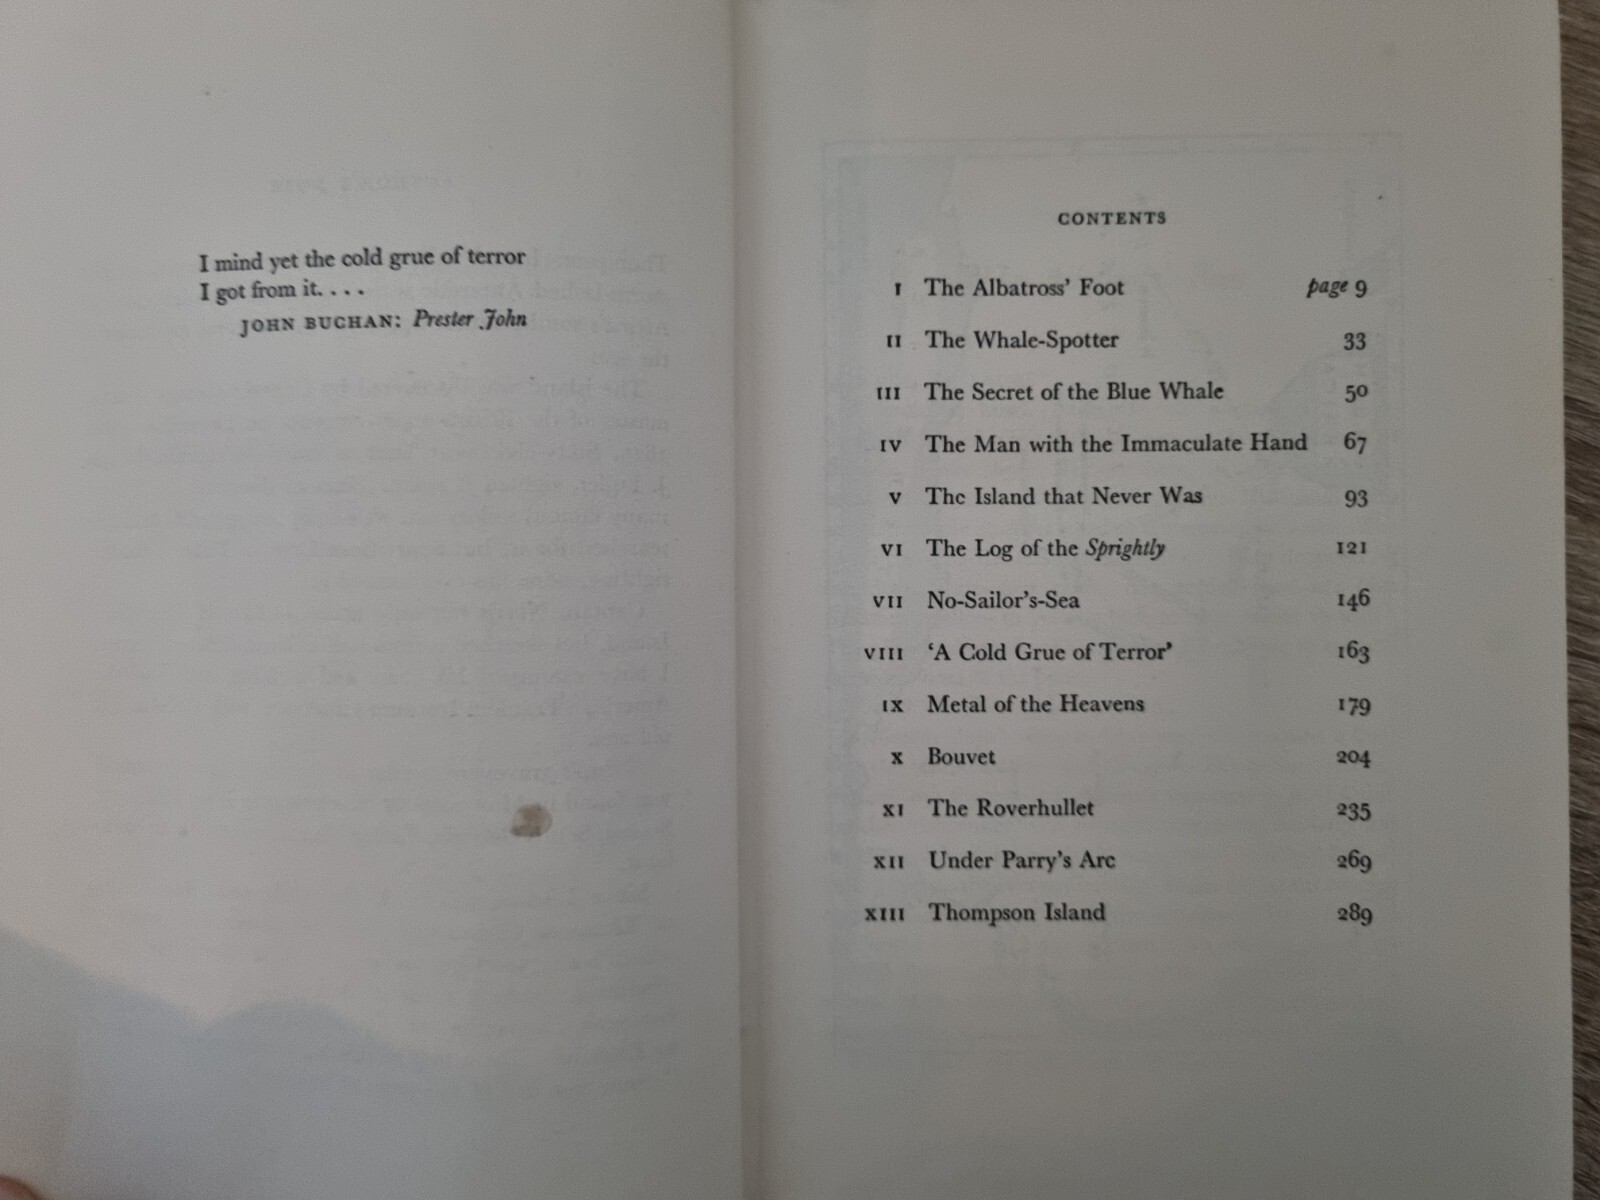 I mind yet the cold grue of terror
I got from it. . . .
JOHN BUCHAN: Prester John
CONTENTS
I The Albatross' Foot page 9
II The Whale-Spotter 33
III The Secret of the Blue Whale 50
IV The Man with the Immaculate Hand 67
V The Island that Never Was 93
VI The Log of the Sprightly 121
VII No-Sailor's-Sea 146
VIII 'A Cold Grue of Terror' 163
IX Metal of the Heavens 179
X Bouvet 204
XI The Roverhullet 235
XII Under Parry's Arc 269
XIII Thompson Island 289